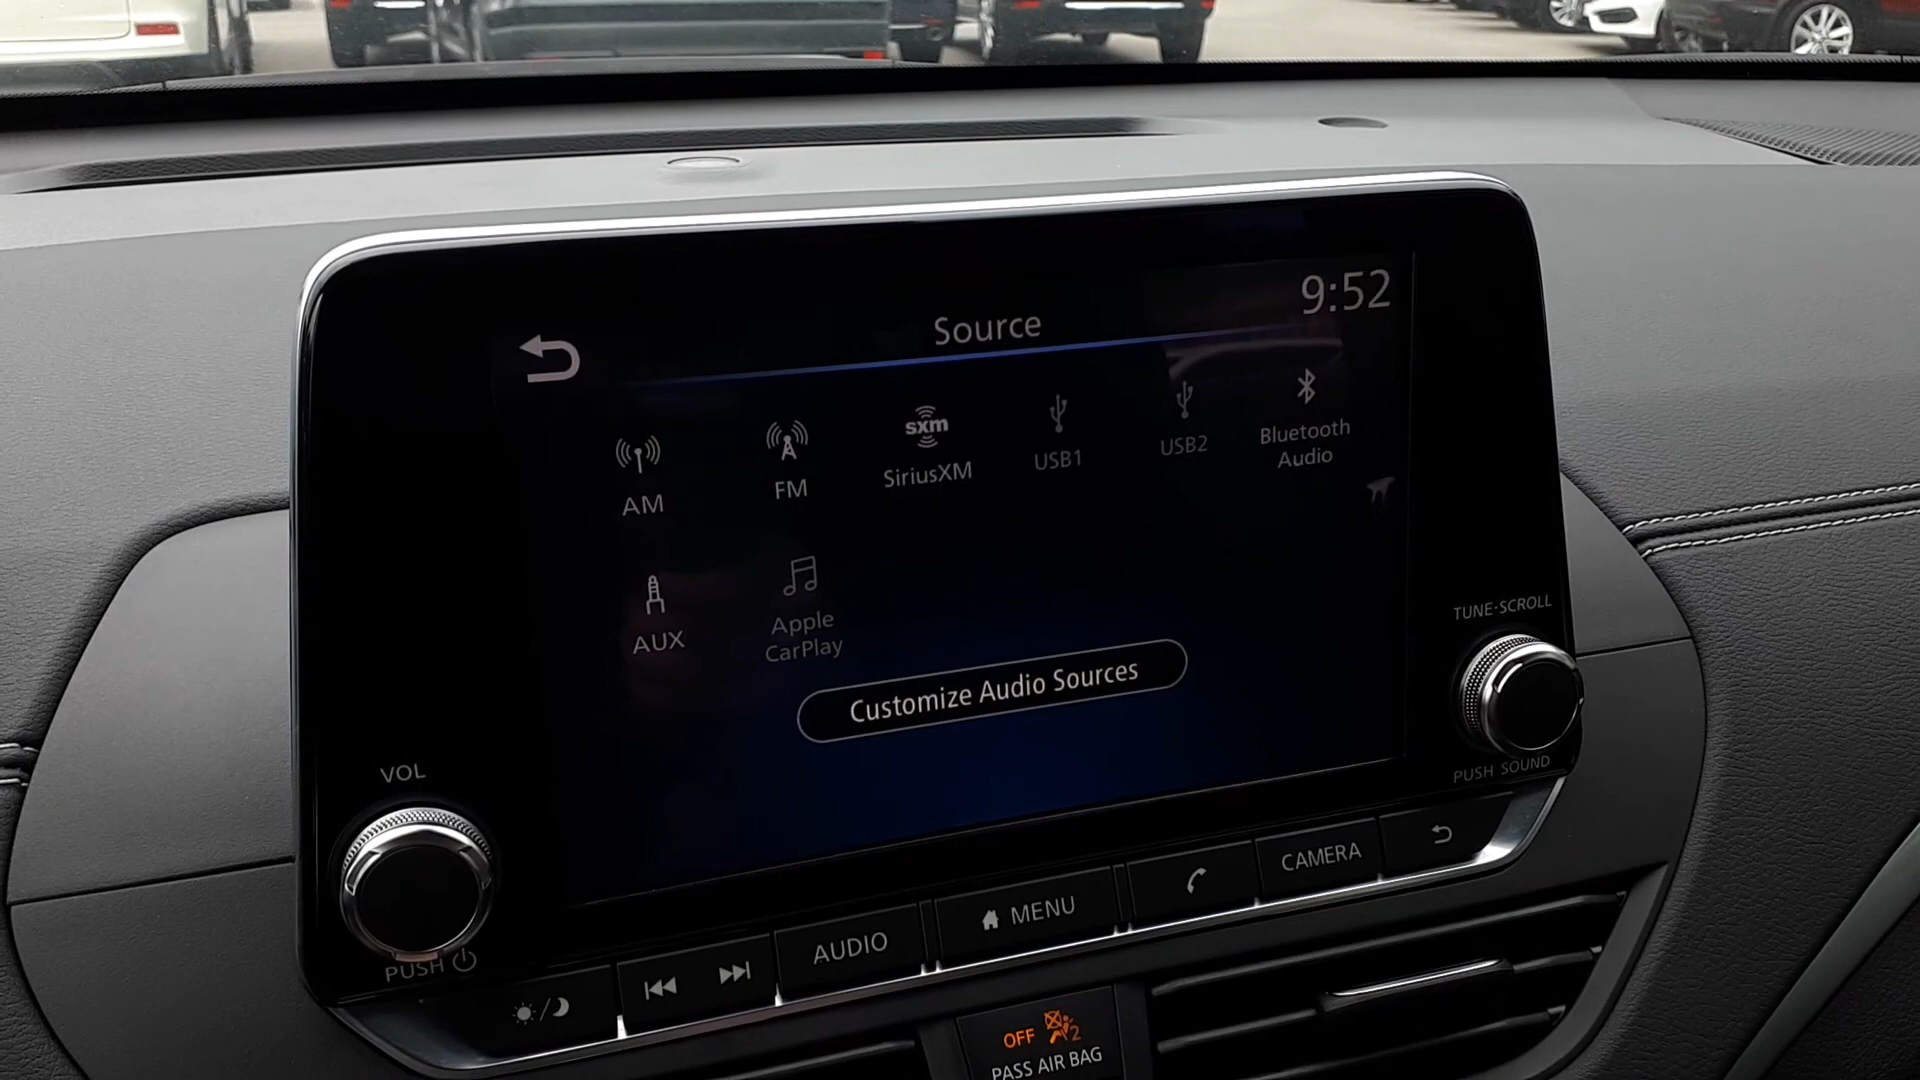 9:52
Source
AM
FM
sxm
SiriusXM
USB1
USB2
Bluetooth
Audio
AUX
Apple
CarPlay
Customize Audio Sources
TUNE·SCROLL
PUSH SOUND
VOL
PUSH
AUDIO
MENU
CAMERA
OFF
2
PASS AIR BAG